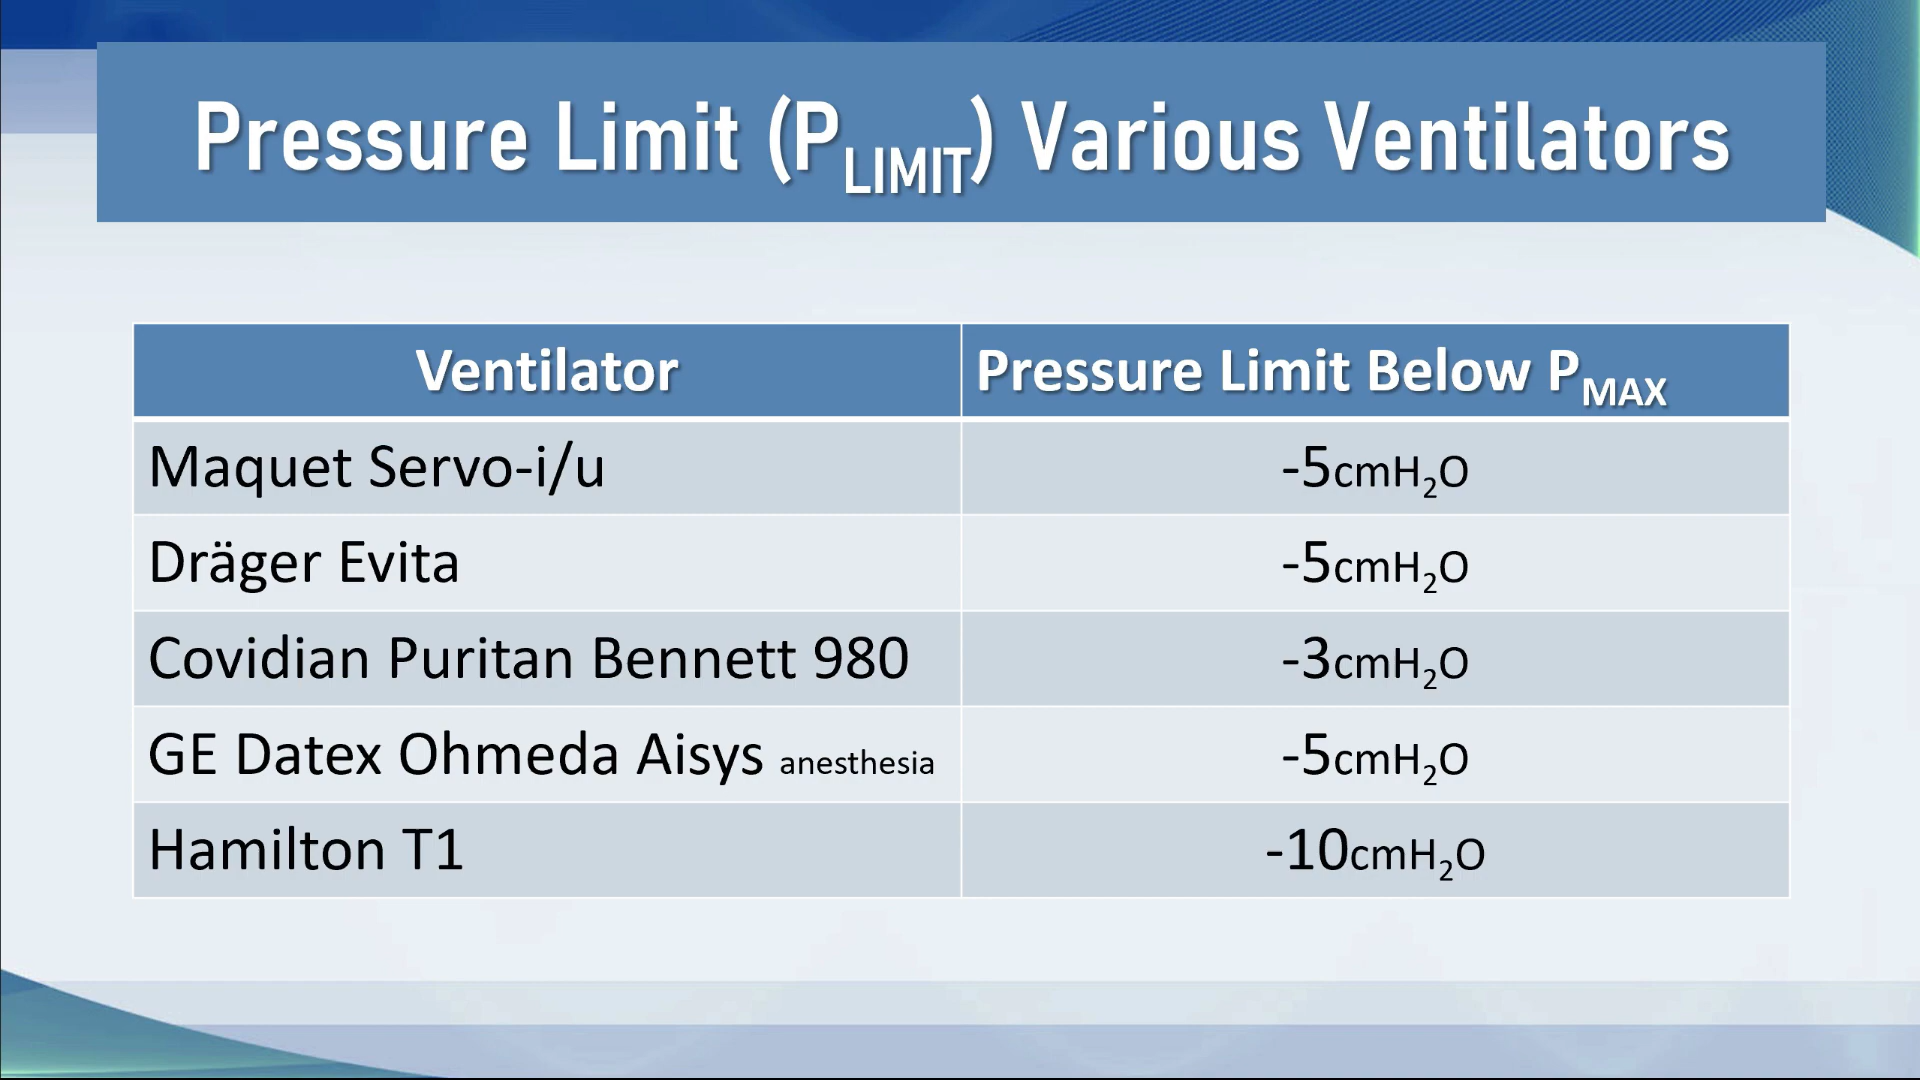 Pressure Limit (PLIMIT) Various Ventilators
Ventilator
Pressure Limit Below PMAX
Maquet Servo-i/u
-5cmH₂O
Dräger Evita
-5cmH₂O
Covidian Puritan Bennett 980
-3cmH₂O
GE Datex Ohmeda Aisys anesthesia
-5cmH₂O
Hamilton T1
-10cmH₂O